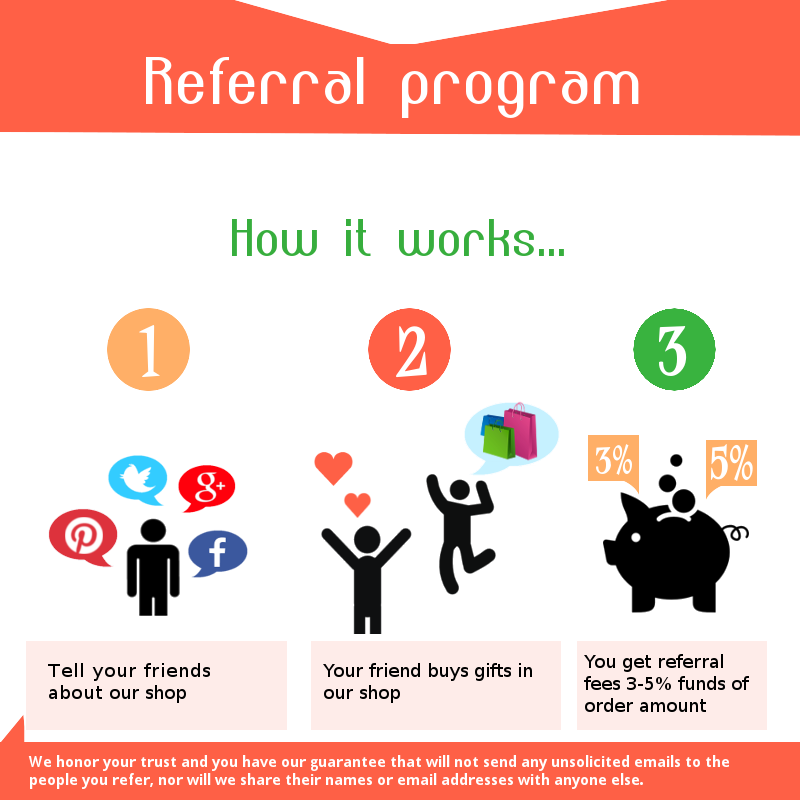 Referral program
How it works...
1
2
3
3%
5%
g+
f
Tell your friends
about our shop
Your friend buys gifts in
our shop
You get referral
fees 3-5% funds of
order amount
We honor your trust and you have our guarantee that will not send any unsolicited emails to the
people you refer, nor will we share their names or email addresses with anyone else.